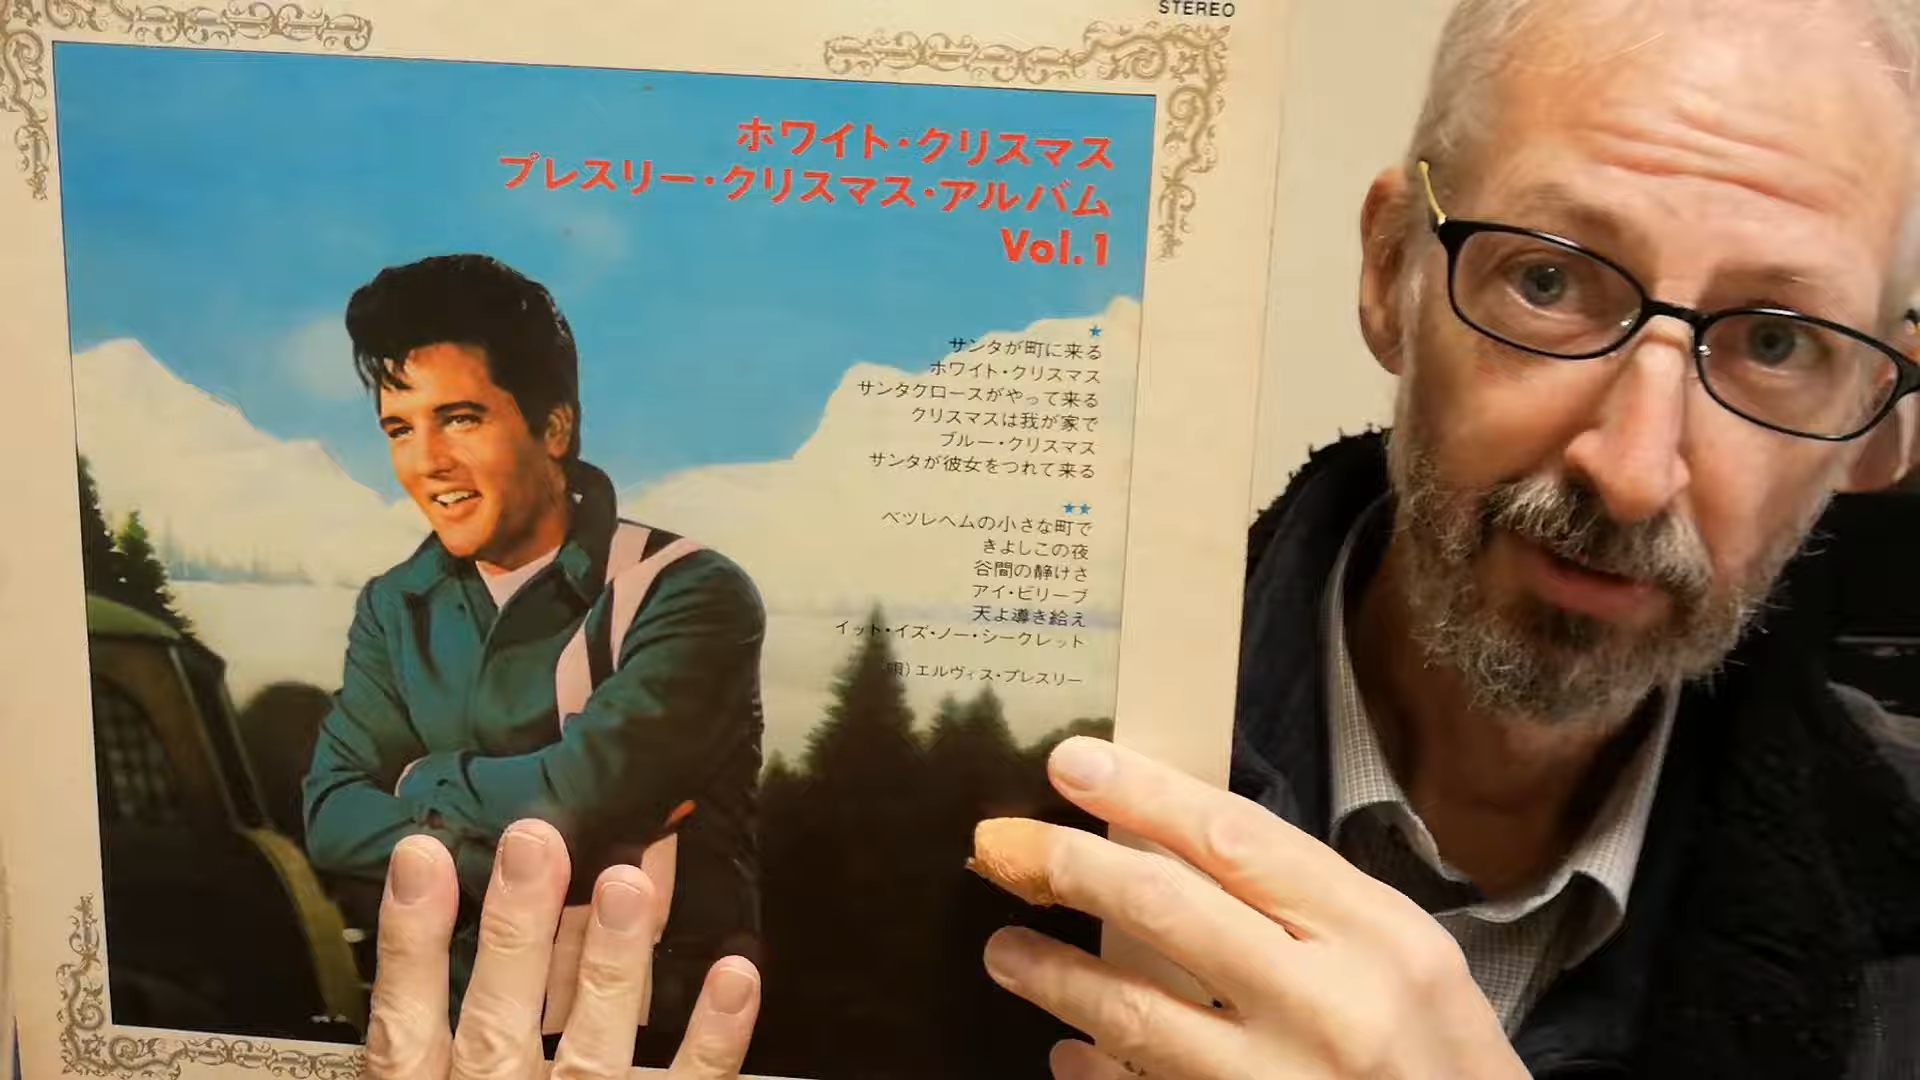 STEREO
ホワイト・クリスマス
プレスリー・クリスマス・アルバム
Vol.1
★
サンタが町に来る
ホワイト・クリスマス
サンタクロースがやって来る
クリスマスは我が家で
ブルー・クリスマス
サンタが彼女をつれて来る
★★
ベツレヘムの小さな町で
きよしこの夜
谷間の静けさ
アイ・ビリーブ
天よ導き給え
イット・イズ・ノー・シークレット
(唄)エルヴィス・プレスリー